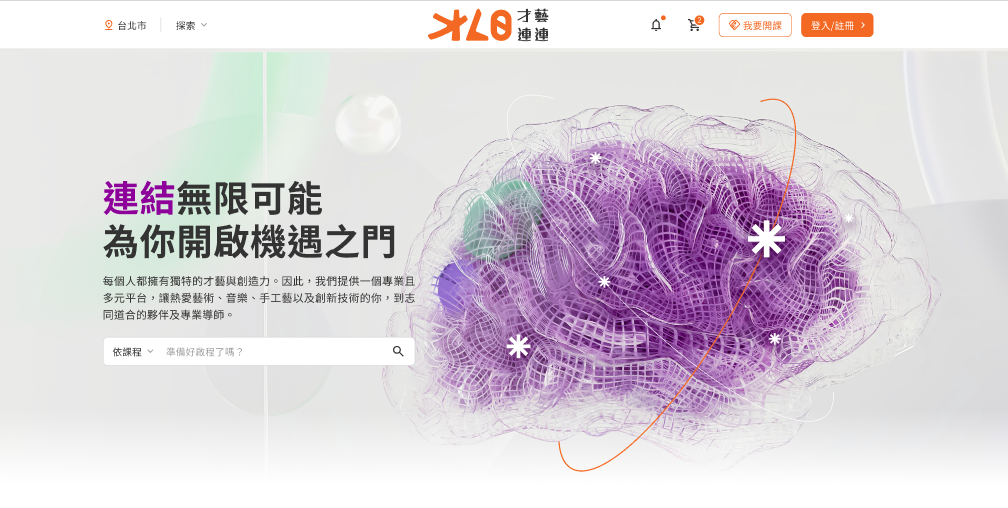 台北市
探索
才藝
連連
2
我要開課
登入/註冊
連結無限可能
為你開啟機遇之門
每個人都擁有獨特的才藝與創造力。因此，我們提供一個專業且
多元平台，讓熱愛藝術、音樂、手工藝以及創新技術的你，到志
同道合的夥伴及專業導師。
依課程
準備好啟程了嗎？